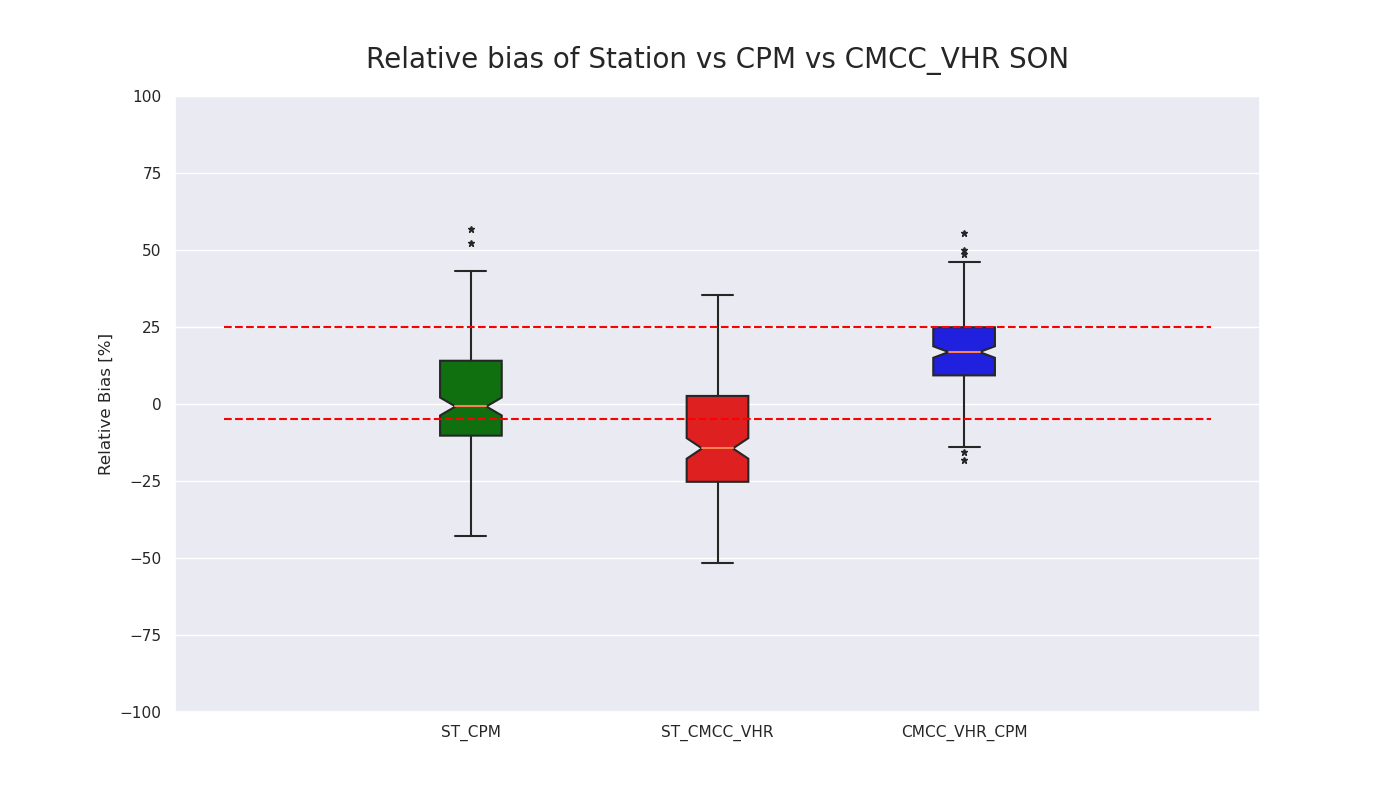 Relative bias of Station vs CPM vs CMCC_VHR SON
100
75
50
25
0
−25
−50
−75
−100
Relative Bias [%]
ST_CPM
ST_CMCC_VHR
CMCC_VHR_CPM